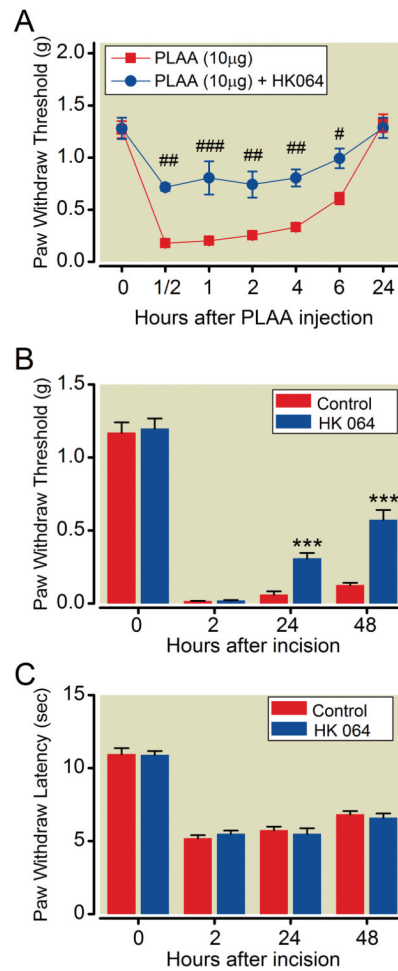 A
PLAA (10μg)
PLAA (10μg) + HK064
2.0
1.5
1.0
0.5
0.0
Paw Withdraw Threshold (g)
## ### ## ## #
0 1/2 1 2 4 6 24
Hours after PLAA injection
B
Control
HK 064
1.5
1.0
0.5
0.0
Paw Withdraw Threshold (g)
*** ***
0 2 24 48
Hours after incision
C
Control
HK 064
15
10
5
0
Paw Withdraw Latency (sec)
0 2 24 48
Hours after incision